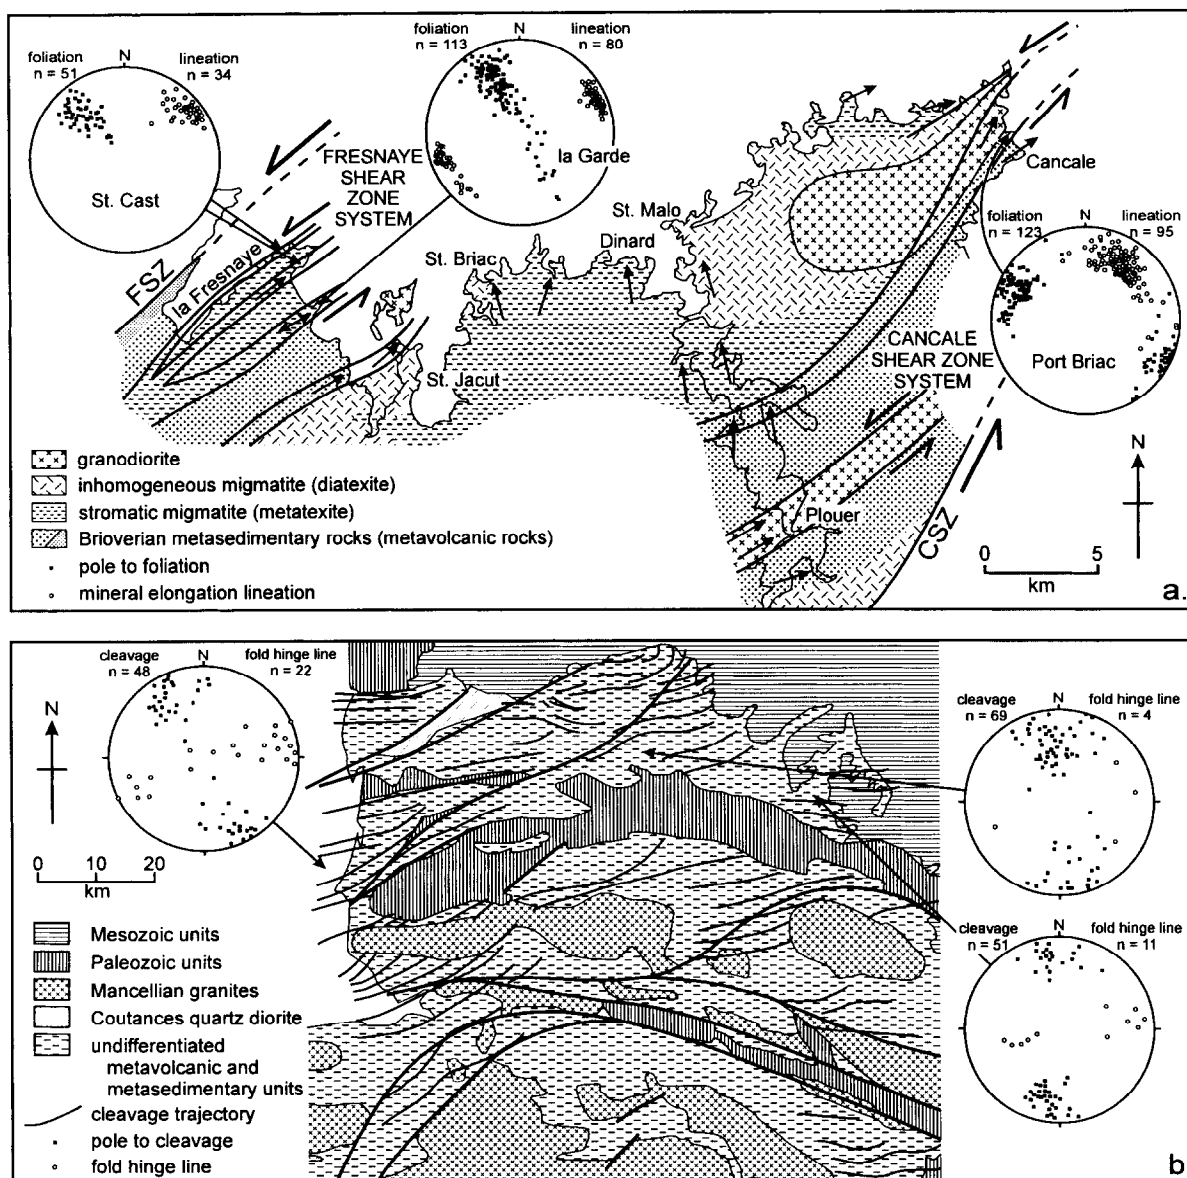 foliation
n = 51
N
lineation
n = 34
St. Cast
foliation
n = 113
N
lineation
n = 80
la Garde
FRESNAYE
SHEAR
ZONE
SYSTEM
FSZ
la Fresnaye
St. Briac
St. Jacut
Dinard
St. Malo
Cancale
foliation
n = 123
N
lineation
n = 95
Port Briac
CANCALE
SHEAR ZONE
SYSTEM
Plouer
CSZ
N
0 5
km
granodiorite
inhomogeneous migmatite (diatexite)
stromatic migmatite (metatexite)
Brioverian metasedimentary rocks (metavolcanic rocks)
pole to foliation
mineral elongation lineation
a.
N
cleavage
n = 48
N
fold hinge line
n = 22
0 10 20
km
Mesozoic units
Paleozoic units
Mancellian granites
Coutances quartz diorite
undifferentiated
metavolcanic and
metasedimentary units
cleavage trajectory
pole to cleavage
fold hinge line
cleavage
n = 69
N
fold hinge line
n = 4
cleavage
n = 51
N
fold hinge line
n = 11
b